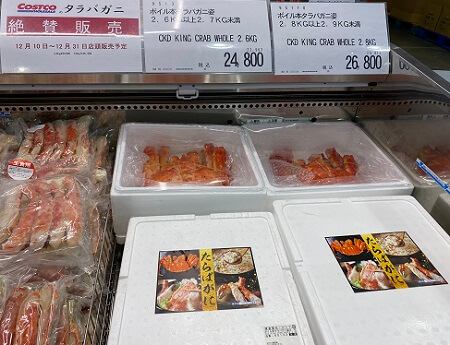 COSTCO
WHOLESALE
タラバガニ
絶賛販売
12月10日〜12月31日店頭販売予定
ボイル本タラバガニ姿
2.6KG以上2.7KG未満
CKD KING CRAB WHOLE 2.6KG
24,800
ボイル本タラバガニ姿
2.8KG以上2.9KG未満
CKD KING CRAB WHOLE 2.8KG
26,800
たらばがに
たらばがに